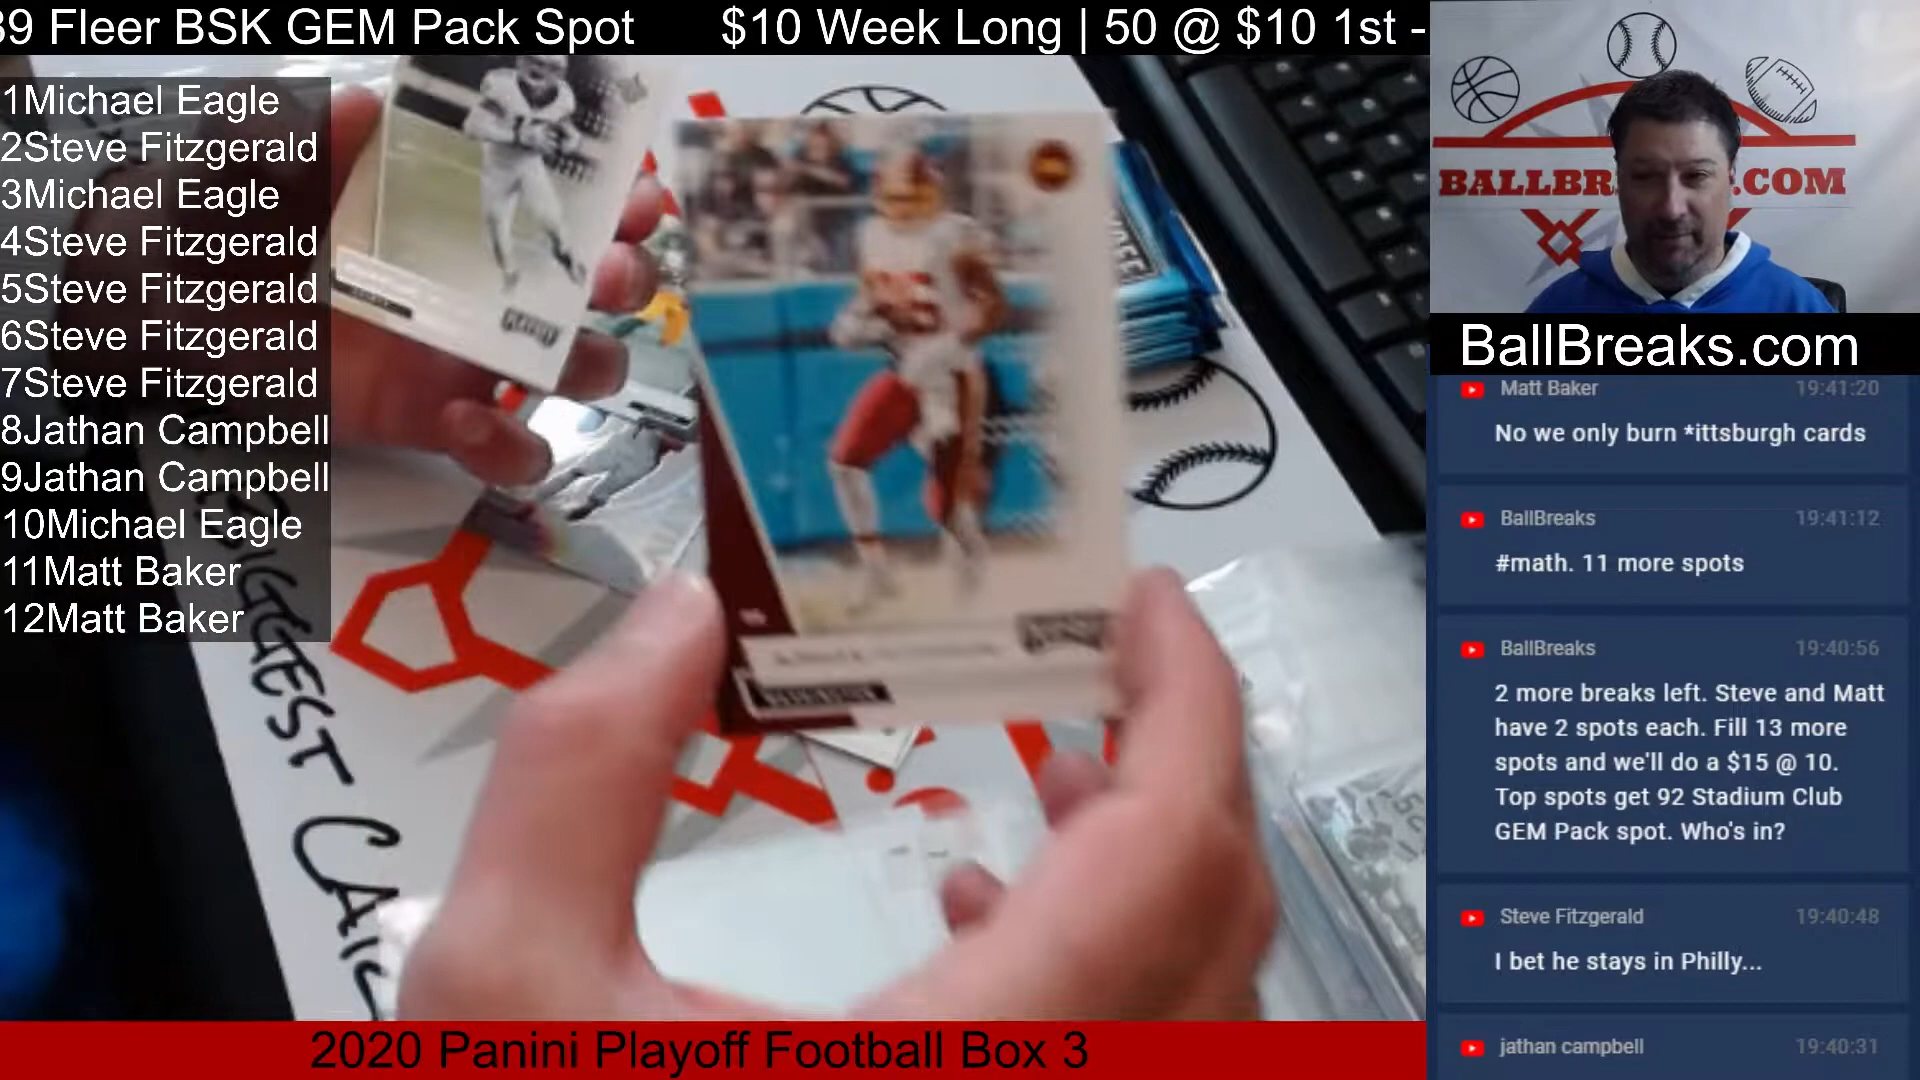 39 Fleer BSK GEM Pack Spot $10 Week Long | 50 @ $10 1st -
1Michael Eagle
2Steve Fitzgerald
3Michael Eagle
4Steve Fitzgerald
5Steve Fitzgerald
6Steve Fitzgerald
7Steve Fitzgerald
8Jathan Campbell
9Jathan Campbell
10Michael Eagle
11Matt Baker
12Matt Baker
PLAYOFF
BIGGEST
BALLBR .COM
BallBreaks.com
Matt Baker 19:41:20
No we only burn *ittsburgh cards
BallBreaks 19:41:12
#math. 11 more spots
BallBreaks 19:40:56
2 more breaks left. Steve and Matt
have 2 spots each. Fill 13 more
spots and we'll do a $15 @ 10.
Top spots get 92 Stadium Club
GEM Pack spot. Who's in?
Steve Fitzgerald 19:40:48
I bet he stays in Philly...
jathan campbell 19:40:31
2020 Panini Playoff Football Box 3